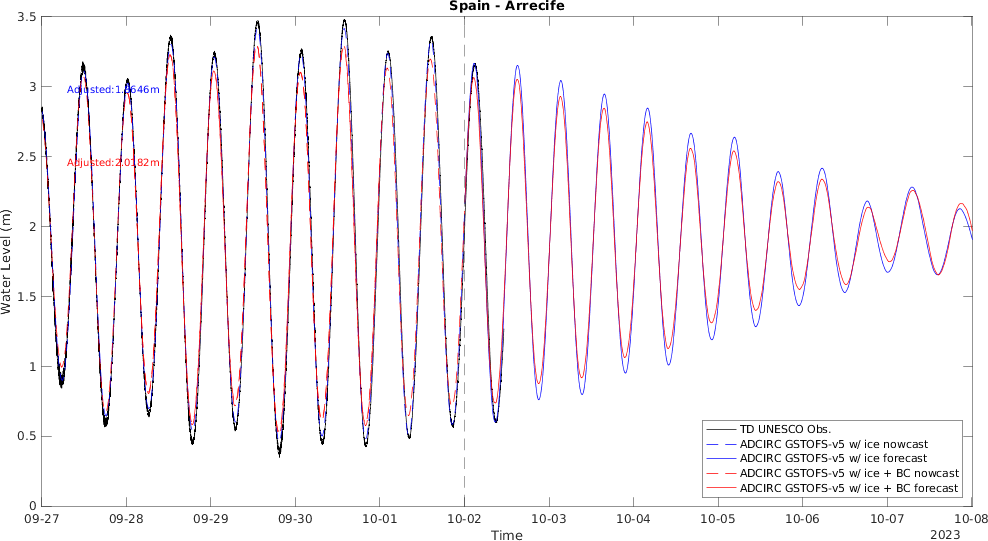 Spain - Arrecife
3.5
3
2.5
2
1.5
1
0.5
0
Water Level (m)
Adjusted:2.0182m
09-27
09-28
09-29
09-30
10-01
10-02
10-03
10-04
10-05
10-06
10-07
10-08
Time
2023
TD UNESCO Obs.
ADCIRC GSTOFS-v5 w/ ice nowcast
ADCIRC GSTOFS-v5 w/ ice forecast
ADCIRC GSTOFS-v5 w/ ice + BC nowcast
ADCIRC GSTOFS-v5 w/ ice + BC forecast